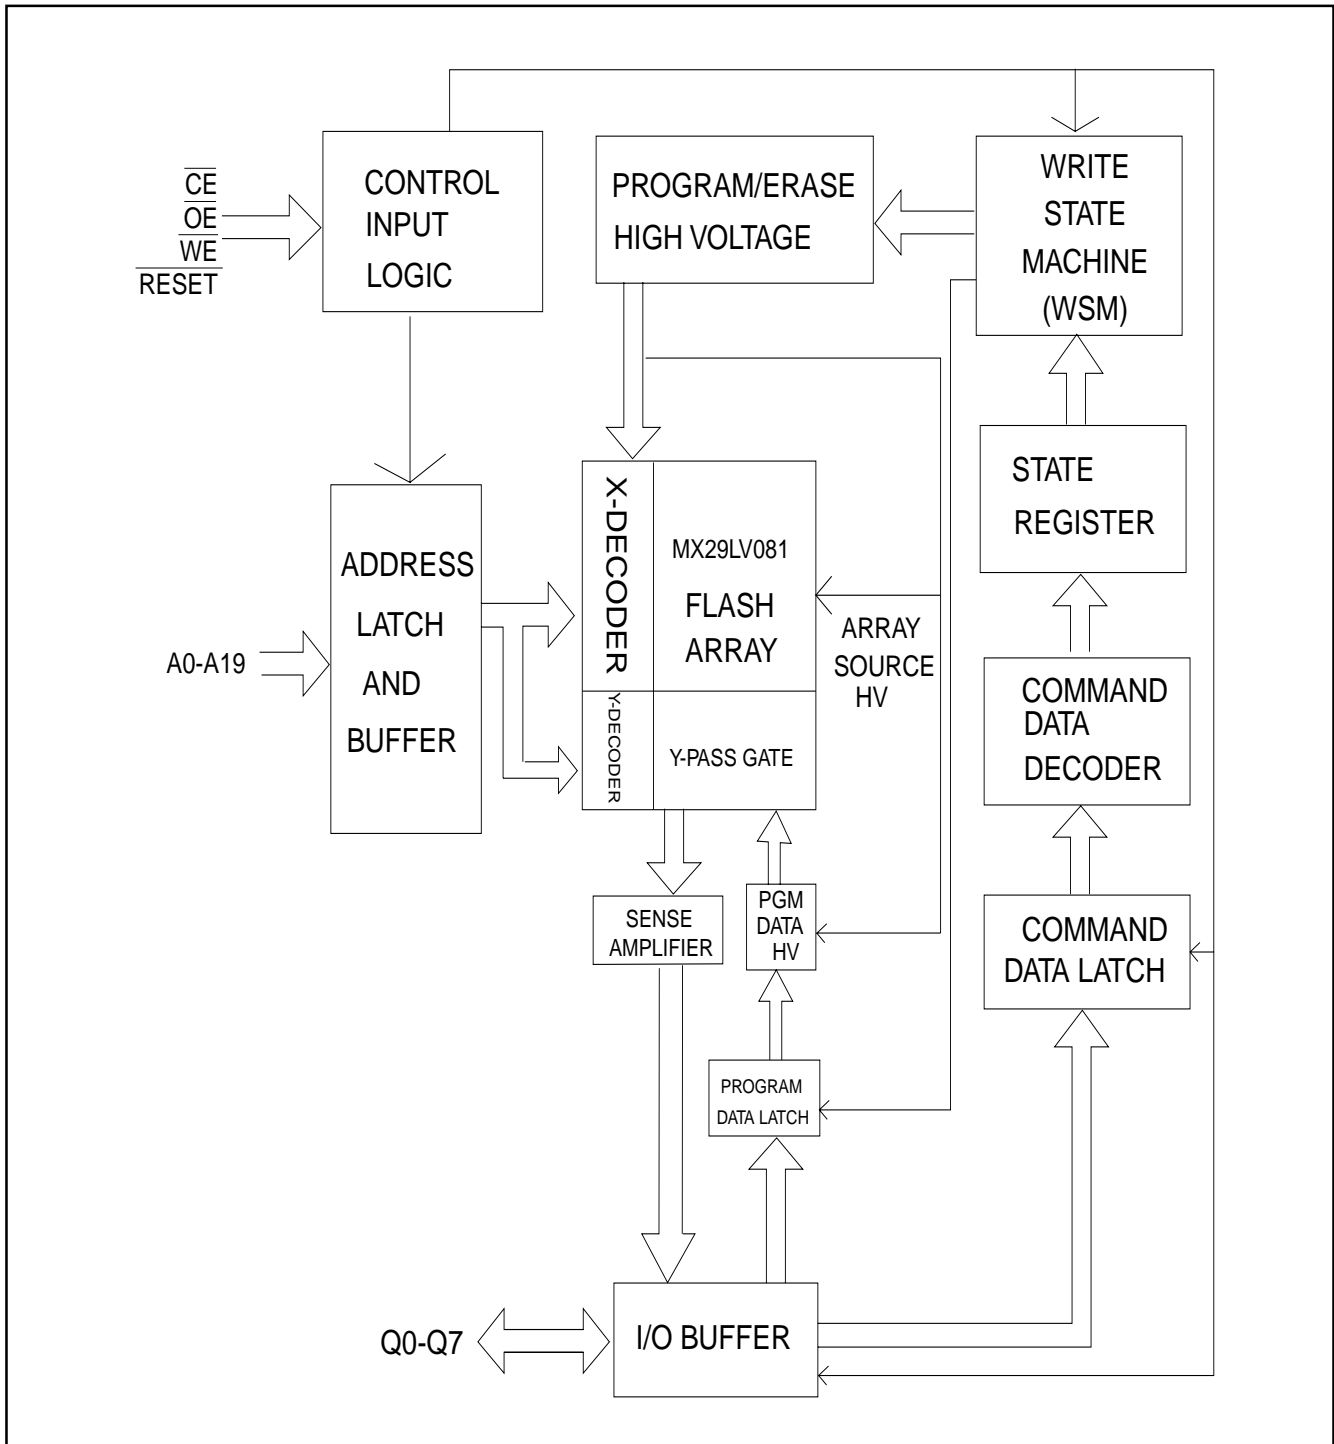 CE
OE
WE
RESET
CONTROL
INPUT
LOGIC
PROGRAM/ERASE
HIGH VOLTAGE
WRITE
STATE
MACHINE
(WSM)
STATE
REGISTER
ADDRESS
LATCH
AND
BUFFER
A0-A19
X-DECODER
MX29LV081
FLASH
ARRAY
ARRAY
SOURCE
HV
Y-DECODER
Y-PASS GATE
COMMAND
DATA
DECODER
SENSE
AMPLIFIER
PGM
DATA
HV
COMMAND
DATA LATCH
PROGRAM
DATA LATCH
Q0-Q7
I/O BUFFER